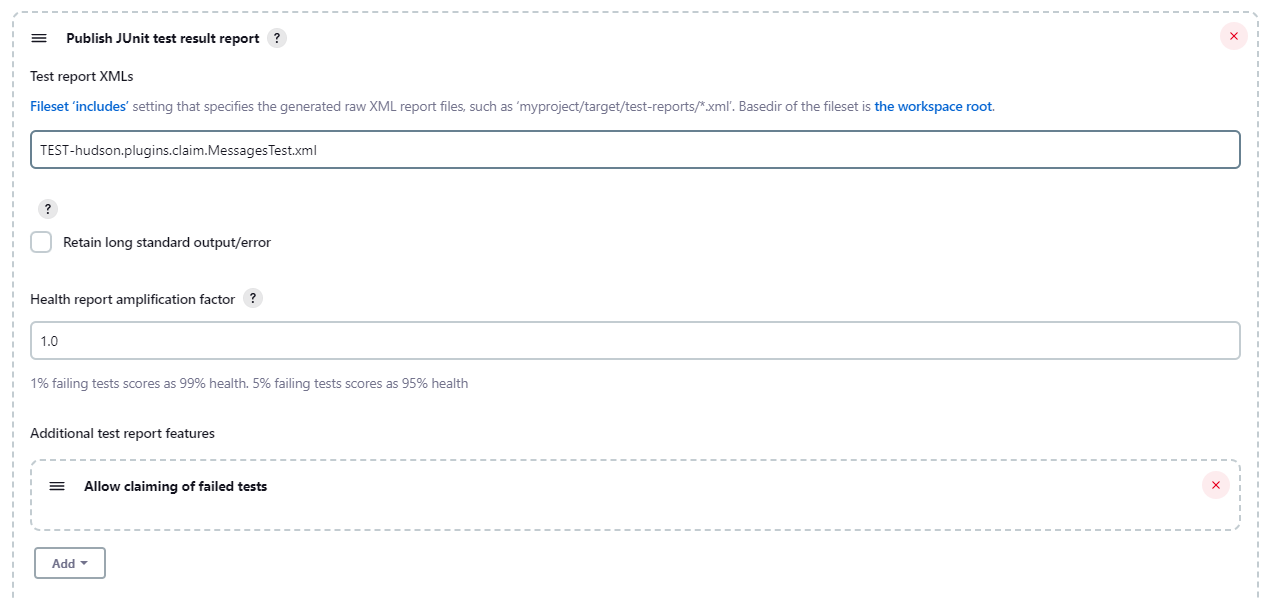 Publish JUnit test result report ?
Test report XMLs
Fileset ‘includes’ setting that specifies the generated raw XML report files, such as ‘myproject/target/test-reports/*.xml’. Basedir of the fileset is the workspace root.
TEST-hudson.plugins.claim.MessagesTest.xml
?
Retain long standard output/error
Health report amplification factor ?
1.0
1% failing tests scores as 99% health. 5% failing tests scores as 95% health
Additional test report features
Allow claiming of failed tests
Add